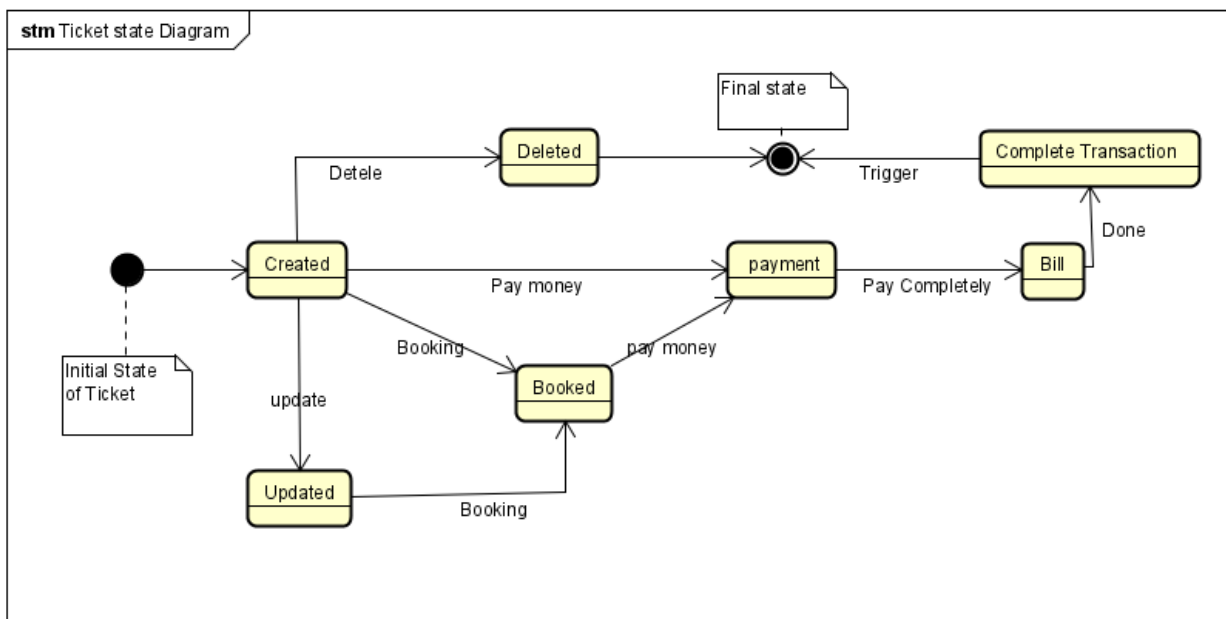 stm Ticket state Diagram
Final state
Deleted
Complete Transaction
Detele
Trigger
Done
Created
payment
Bill
Pay money
Pay Completely
Booking
pay money
Initial State
of Ticket
Booked
update
Updated
Booking